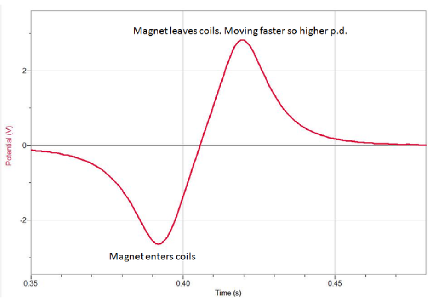 Magnet leaves coils. Moving faster so higher p.d.
2
0
-2
Potential (V)
Magnet enters coils
0.35
0.40
0.45
Time (s)